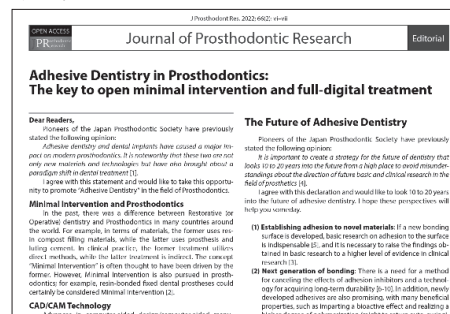 J Prosthodont Res. 2022; 66(2): vi–vii
OPEN ACCESS
Journal of Prosthodontic Research
Editorial
Adhesive Dentistry in Prosthodontics:
The key to open minimal intervention and full-digital treatment
Dear Readers,
Pioneers of the Japan Prosthodontic Society have previously
stated the following opinion:
Adhesive dentistry and dental implants have caused a major im-
pact on modern prosthodontics. It is noteworthy that these two are not
only new materials and technologies but have also brought about a
paradigm shift in dental treatment [1].
I agree with this statement and would like to take this opportu-
nity to promote "Adhesive Dentistry" in the field of Prosthodontics.
Minimal Intervention and Prosthodontics
In the past, there was a difference between Restorative (or
Operative) dentistry and Prosthodontics in many countries around
the world. For example, in terms of materials, the former uses res-
in compost filling materials, while the latter uses prosthesis and
luting cement. In clinical practice, the former treatment utilizes
direct methods, while the latter treatment is indirect. The concept
"Minimal Intervention" is often thought to have been driven by the
former. However, Minimal Intervention is also pursued in prosth-
odontics; for example, resin-bonded fixed dental prostheses could
certainly be considered Minimal Intervention [2].
CAD/CAM Technology
The Future of Adhesive Dentistry
Pioneers of the Japan Prosthodontic Society have previously
stated the following opinion:
It is important to create a strategy for the future of dentistry that
looks 10 to 20 years into the future from a high place to avoid misunder-
standings about the direction of future basic and clinical research in the
field of prosthetics [4].
I agree with this declaration and would like to look 10 to 20 years
into the future of adhesive dentistry. I hope these perspectives will
help you someday.
(1) Establishing adhesion to novel materials: If a new bonding
surface is developed, basic research on adhesion to the surface
is indispensable [5], and it is necessary to raise the findings ob-
tained in basic research to a higher level of evidence in clinical
research [3].
(2) Next generation of bonding: There is a need for a method
for canceling the effects of adhesion inhibitors and a technol-
ogy for acquiring long-term durability [6-10]. In addition, newly
developed adhesives are also promising, with many beneficial
properties, such as imparting a bioactive effect and realizing a